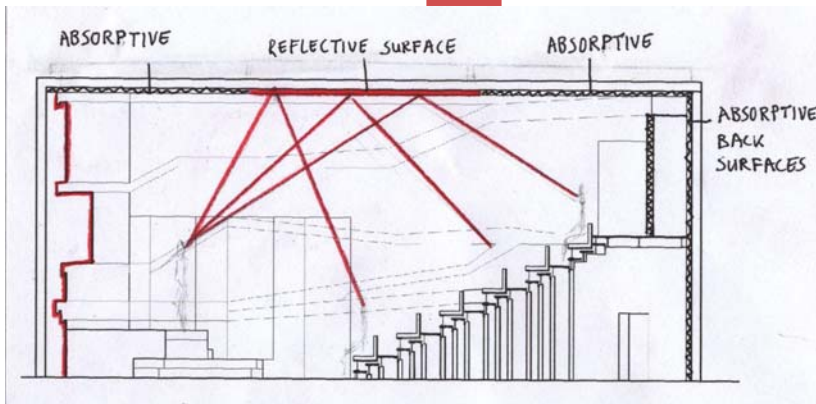 ABSORPTIVE
REFLECTIVE SURFACE
ABSORPTIVE
ABSORPTIVE
BACK
SURFACES